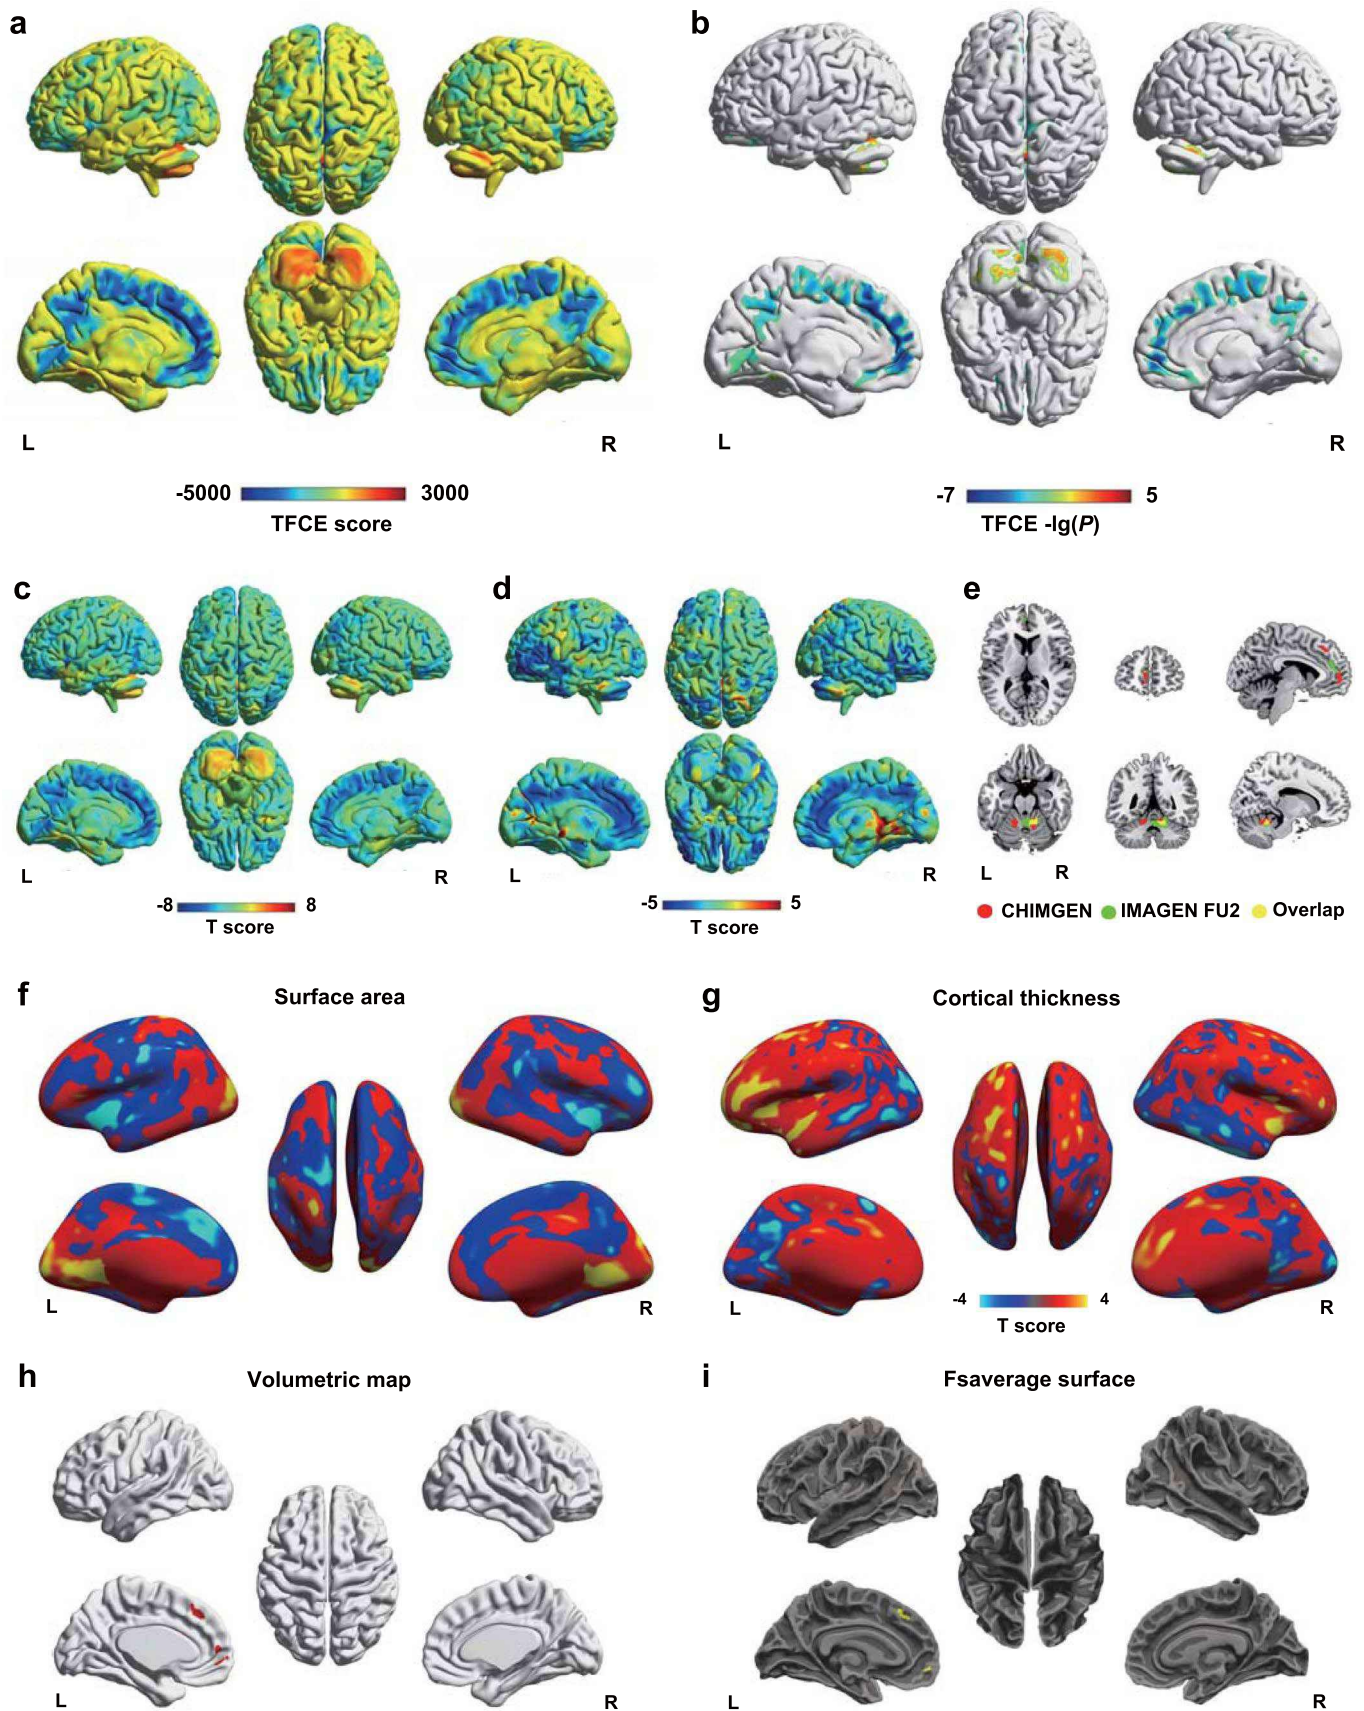 a
b
L
R
L
R
-5000
3000
TFCE score
-7
5
TFCE -lg(P)
c
d
e
L
R
L
R
L
R
-8
8
T score
-5
5
T score
CHIMGEN
IMAGEN FU2
Overlap
f
Surface area
g
Cortical thickness
L
R
L
R
-4
4
T score
h
Volumetric map
i
Fsaverage surface
L
R
L
R